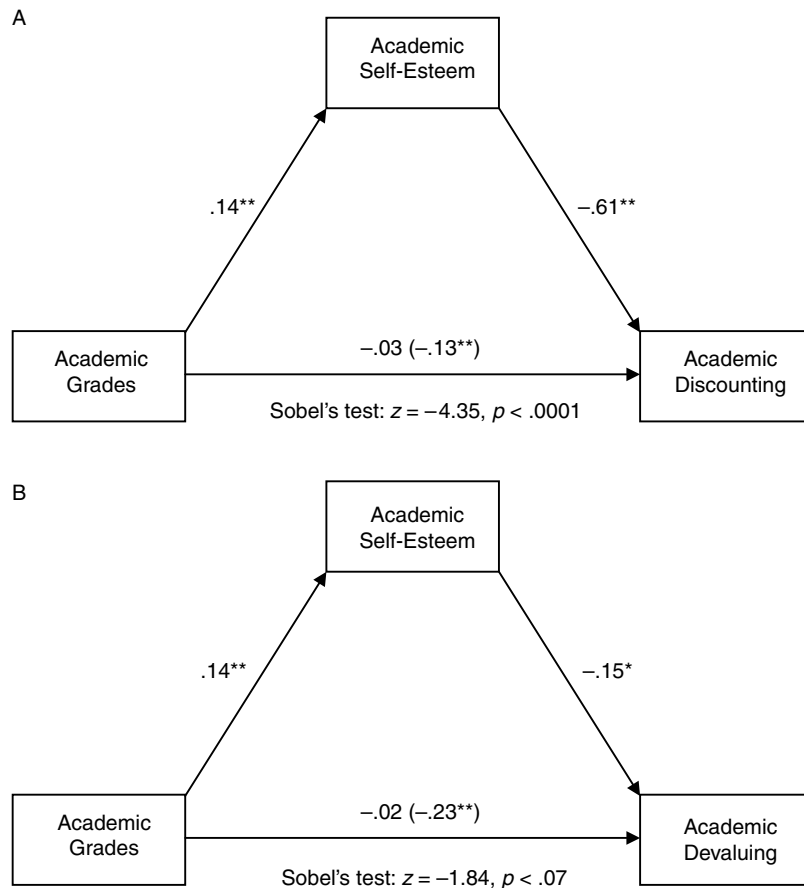 A
Academic
Self-Esteem
.14**
–.61**
Academic
Grades
–.03 (–.13**)
Academic
Discounting
Sobel's test: z = –4.35, p < .0001
B
Academic
Self-Esteem
.14**
–.15*
Academic
Grades
–.02 (–.23**)
Academic
Devaluing
Sobel's test: z = –1.84, p < .07